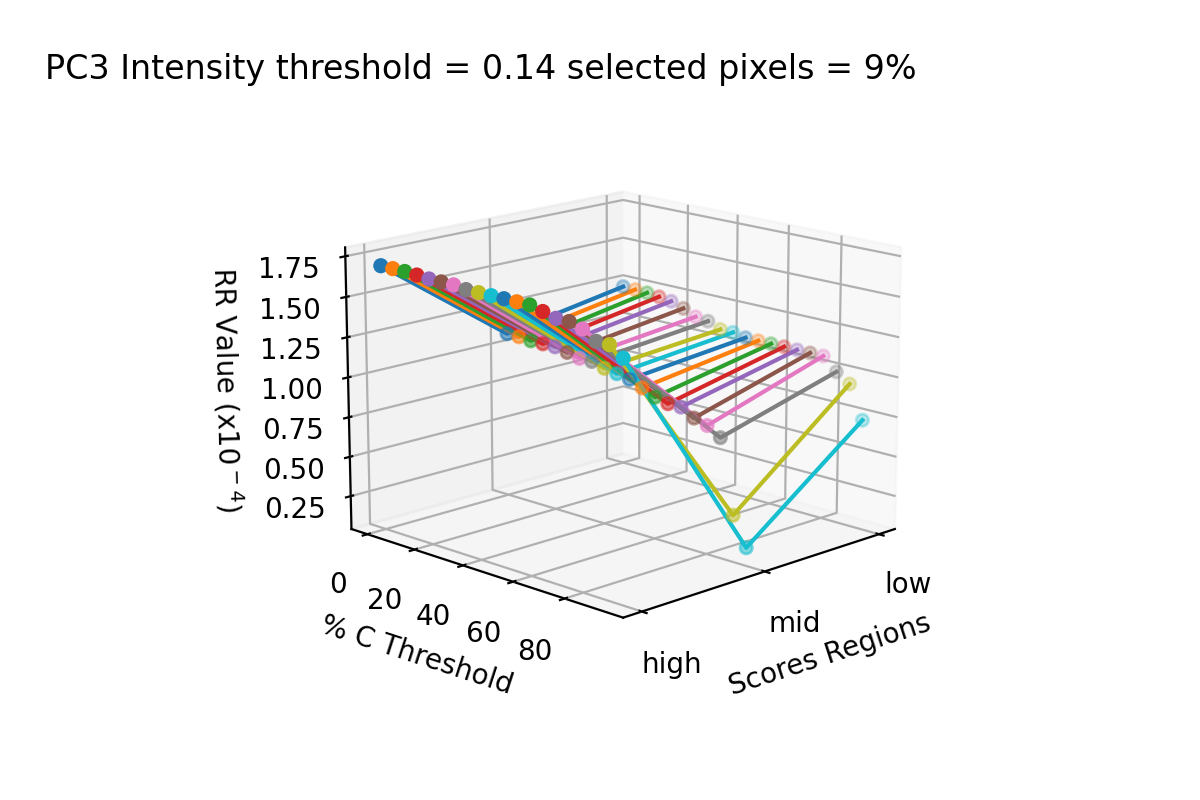 PC3 Intensity threshold = 0.14 selected pixels = 9%
1.75
1.50
1.25
1.00
0.75
0.50
0.25
RR Value (x10⁻⁴)
0
20
40
60
80
% C Threshold
high
mid
low
Scores Regions